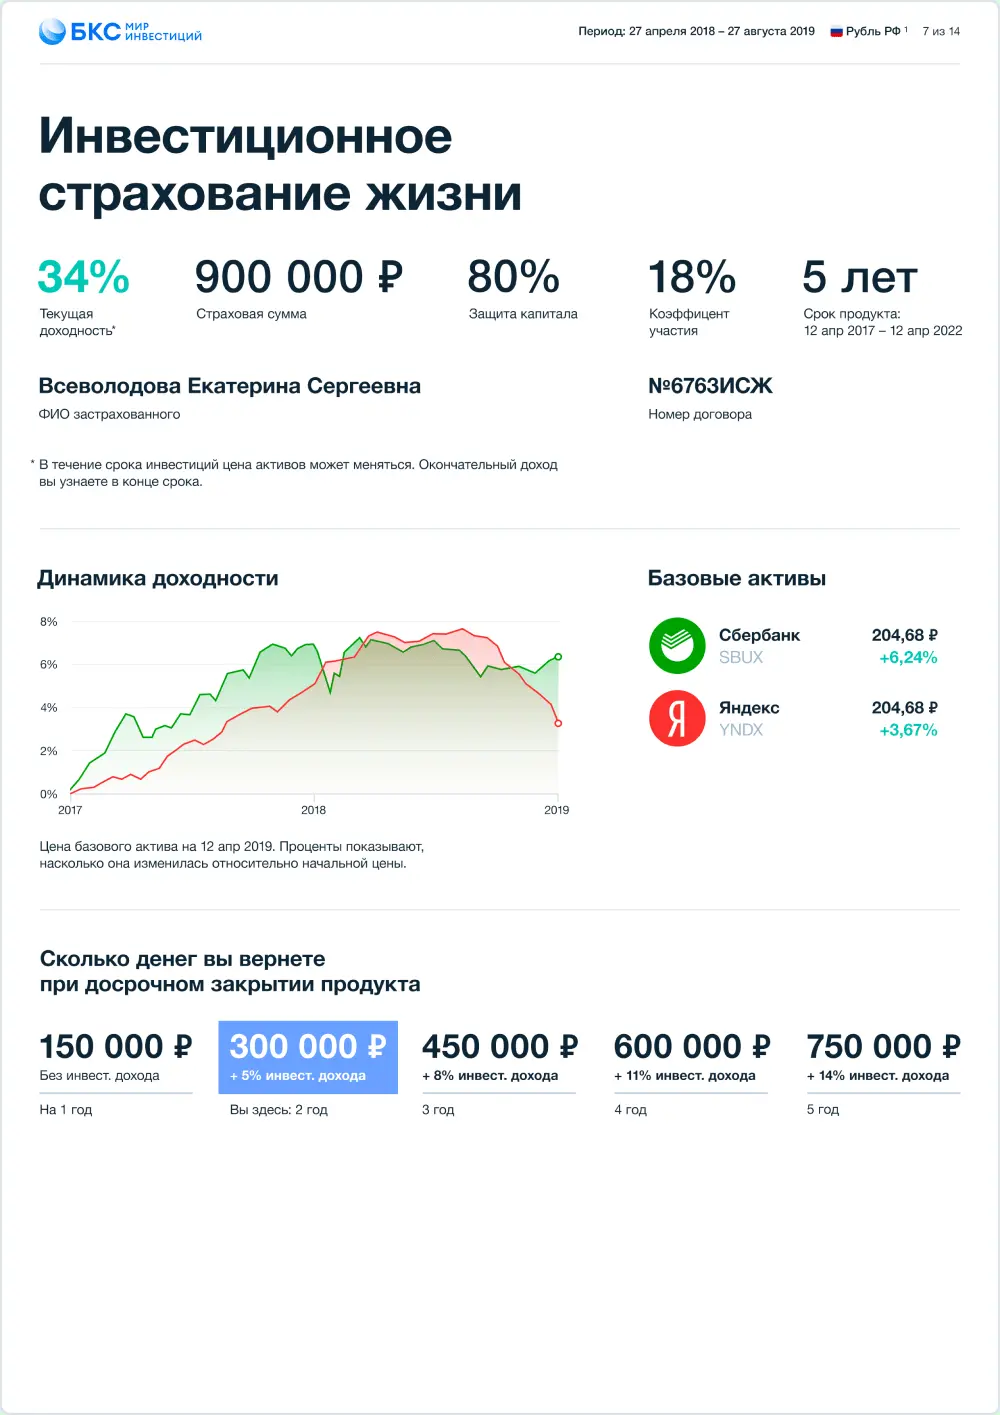 БКС МИР ИНВЕСТИЦИЙ
Период: 27 апреля 2018 – 27 августа 2019 Рубль РФ ¹ 7 из 14
Инвестиционное
страхование жизни
34% 900 000 ₽ 80% 18% 5 лет
Текущая Страховая сумма Защита капитала Коэффицент Срок продукта:
доходность* участия 12 апр 2017 – 12 апр 2022
Всеволодова Екатерина Сергеевна №6763ИСЖ
ФИО застрахованного Номер договора
* В течение срока инвестиций цена активов может меняться. Окончательный доход
вы узнаете в конце срока.
Динамика доходности
8%
6%
4%
2%
0%
2017 2018 2019
Цена базового актива на 12 апр 2019. Проценты показывают,
насколько она изменилась относительно начальной цены.
Базовые активы
Сбербанк 204,68 ₽
SBUX +6,24%
Я
Яндекс 204,68 ₽
YNDX +3,67%
Сколько денег вы вернете
при досрочном закрытии продукта
150 000 ₽ 300 000 ₽ 450 000 ₽ 600 000 ₽ 750 000 ₽
Без инвест. дохода + 5% инвест. дохода + 8% инвест. дохода + 11% инвест. дохода + 14% инвест. дохода
На 1 год Вы здесь: 2 год 3 год 4 год 5 год